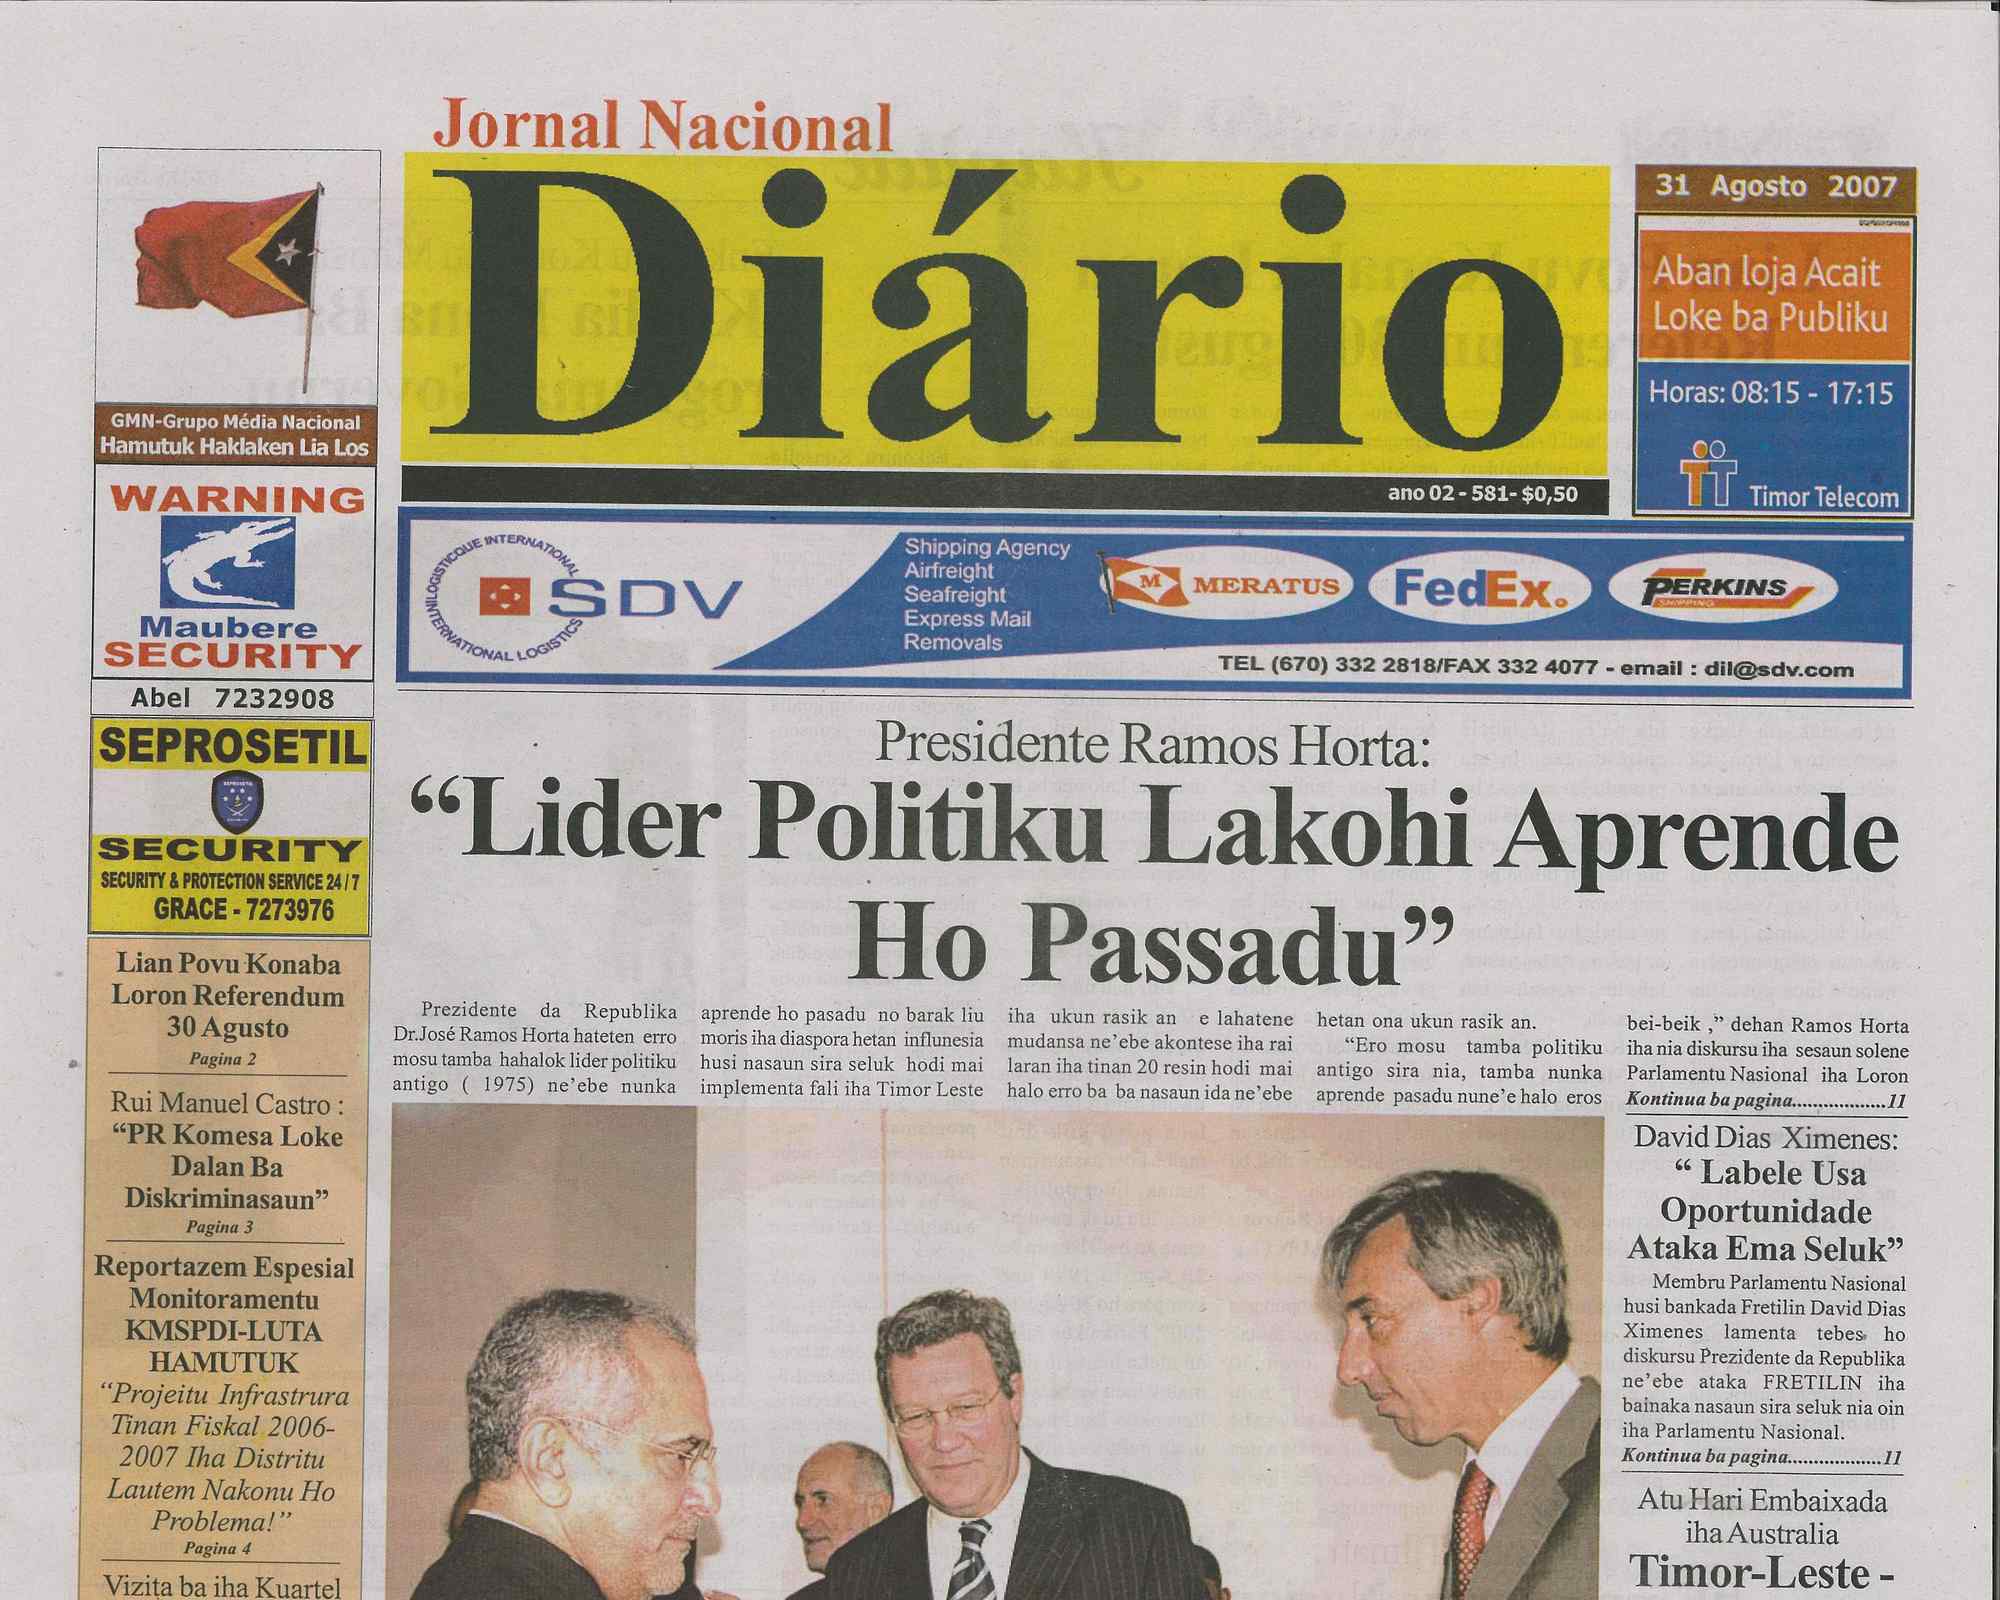 Jornal Nacional
Diário
ano 02 - 581- $0,50
31 Agosto 2007
Aban loja Acait
Loke ba Publiku
Horas: 08:15 - 17:15
Timor Telecom
GMN-Grupo Média Nacional
Hamutuk Haklaken Lia Los
WARNING
Maubere
SECURITY
Abel 7232908
SEPROSETIL
SECURITY
SECURITY & PROTECTION SERVICE 24/7
GRACE - 7273976
SDV
INTERNATIONAL LOGISTICS
Shipping Agency
Airfreight
Seafreight
Express Mail
Removals
M MERATUS
FedEx.
PERKINS
SHIPPING
TEL (670) 332 2818/FAX 332 4077 - email : dil@sdv.com
Lian Povu Konaba
Loron Referendum
30 Agusto
Pagina 2
Rui Manuel Castro :
“PR Komesa Loke
Dalan Ba
Diskriminasaun”
Pagina 3
Reportazem Espesial
Monitoramentu
KMSPDI-LUTA
HAMUTUK
“Projeitu Infrastrura
Tinan Fiskal 2006-
2007 Iha Distritu
Lautem Nakonu Ho
Problema!”
Pagina 4
Vizita ba iha Kuartel
Presidente Ramos Horta:
“Lider Politiku Lakohi Aprende
Ho Passadu”
Prezidente da Republika
Dr.José Ramos Horta hateten erro
mosu tamba hahalok lider politiku
antigo ( 1975) ne’ebe nunka
aprende ho pasadu no barak liu
moris iha diaspora hetan influnesia
husi nasaun sira seluk hodi mai
implementa fali iha Timor Leste
iha ukun rasik an e lahatene
mudansa ne’ebe akontese iha rai
laran iha tinan 20 resin hodi mai
halo erro ba ba nasaun ida ne’ebe
hetan ona ukun rasik an.
“Ero mosu tamba politiku
antigo sira nia, tamba nunka
aprende pasadu nune’e halo eros
bei-beik ,” dehan Ramos Horta
iha nia diskursu iha sesaun solene
Parlamentu Nasional iha Loron
Kontinua ba pagina..................11
David Dias Ximenes:
“ Labele Usa
Oportunidade
Ataka Ema Seluk”
Membru Parlamentu Nasional
husi bankada Fretilin David Dias
Ximenes lamenta tebes ho
diskursu Prezidente da Republika
ne’ebe ataka FRETILIN iha
bainaka nasaun sira seluk nia oin
iha Parlamentu Nasional.
Kontinua ba pagina..................11
Atu Hari Embaixada
iha Australia
Timor-Leste -